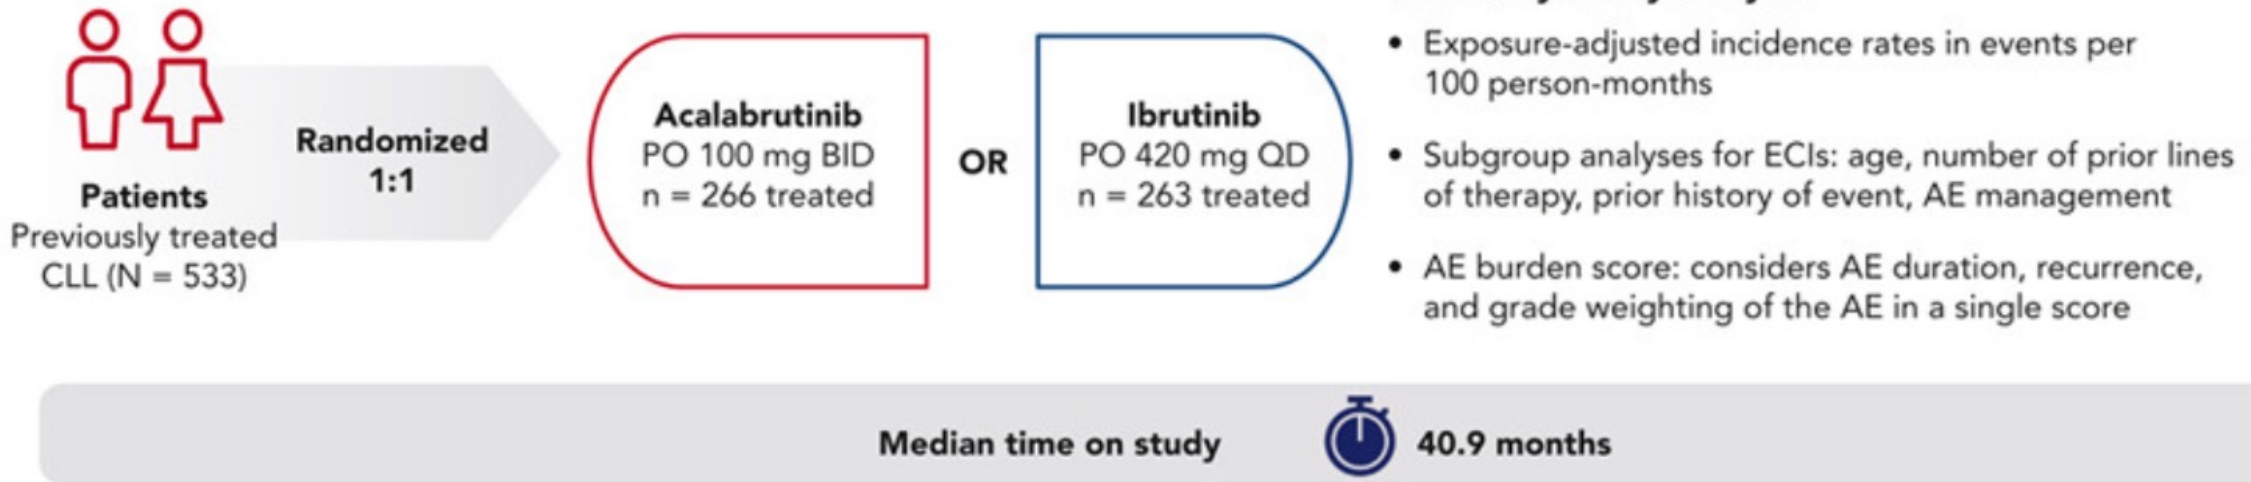 Patients
Previously treated
CLL (N = 533)
Randomized
1:1
Acalabrutinib
PO 100 mg BID
n = 266 treated
OR
Ibrutinib
PO 420 mg QD
n = 263 treated
• Exposure-adjusted incidence rates in events per
100 person-months
• Subgroup analyses for ECIs: age, number of prior lines
of therapy, prior history of event, AE management
• AE burden score: considers AE duration, recurrence,
and grade weighting of the AE in a single score
Median time on study
40.9 months